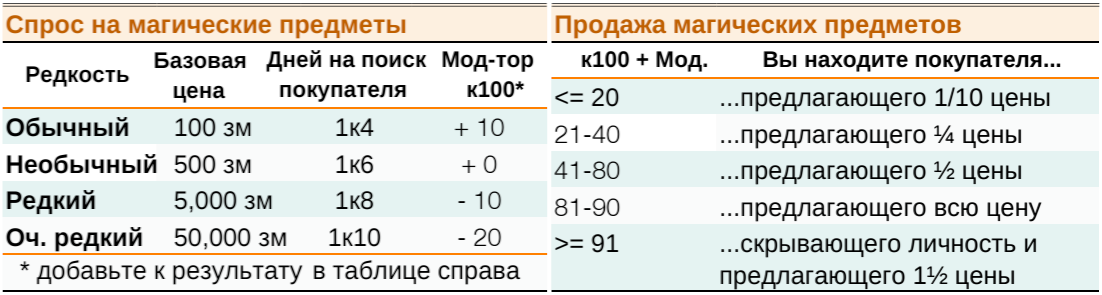 Спрос на магические предметы
Редкость Базовая цена Дней на поиск покупателя Мод-тор к100*
Обычный 100 зм 1к4 + 10
Необычный 500 зм 1к6 + 0
Редкий 5,000 зм 1к8 - 10
Оч. редкий 50,000 зм 1к10 - 20
* добавьте к результату в таблице справа
Продажа магических предметов
к100 + Мод. Вы находите покупателя...
<= 20 ...предлагающего 1/10 цены
21-40 ...предлагающего ¼ цены
41-80 ...предлагающего ½ цены
81-90 ...предлагающего всю цену
>= 91 ...скрывающего личность и
предлагающего 1½ цены